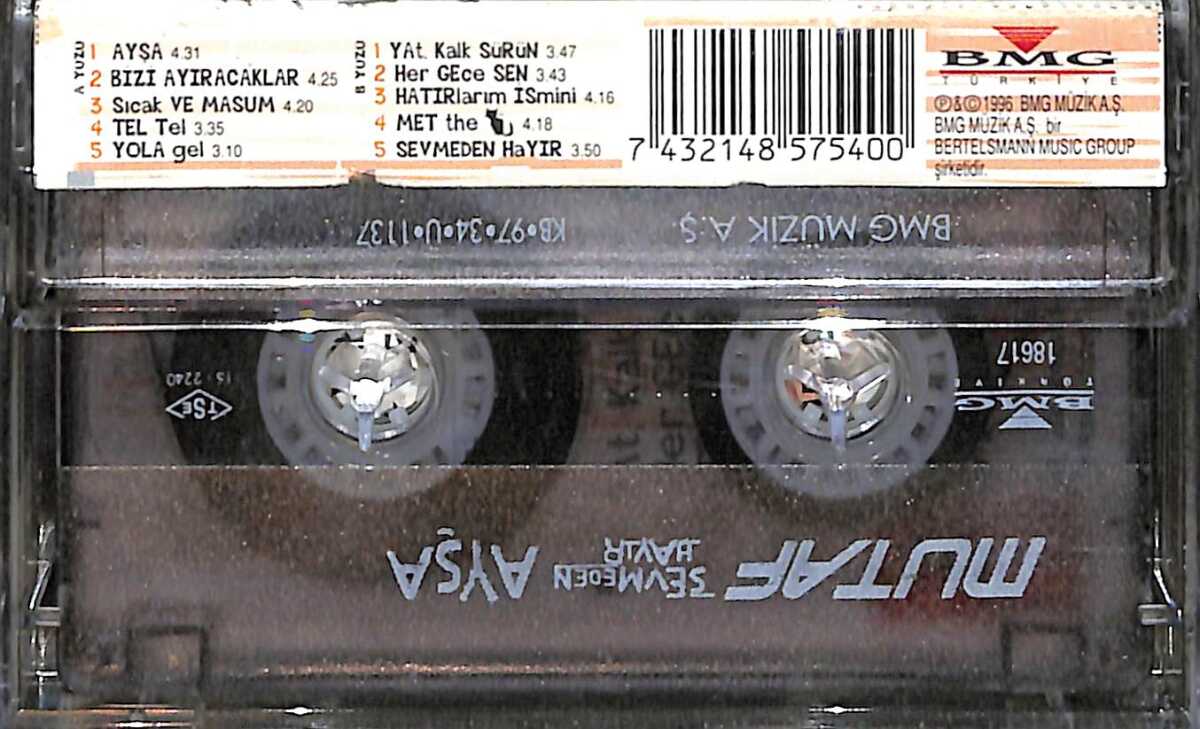 A YÜZÜ
1 AYŞA 4.31
2 BIZI AYIRACAKLAR 4.25
3 Sıcak VE MASUM 4.20
4 TEL Tel 3.35
5 YOLA gel 3.10
B YÜZÜ
1 YAt. Kalk SüRüN 3.47
2 Her GEce SEN 3.43
3 HATIRlarım ISmini 4.16
4 MET the 4.18
5 SEVMEDEN HaYIR 3.50
7 432148 575400
BMG
TÜRKİYE
℗&© 1996 BMG MÜZİK A.Ş.
BMG MÜZİK A.Ş. bir
BERTELSMANN MUSIC GROUP
şirketidir.
BMG MÜZIK A.Ş.
KB•97•34•U•1137
18617
BMG
TÜRKİYE
TSE
15-2240
MUTAF SEVMEDEN HAYIR AYŞA